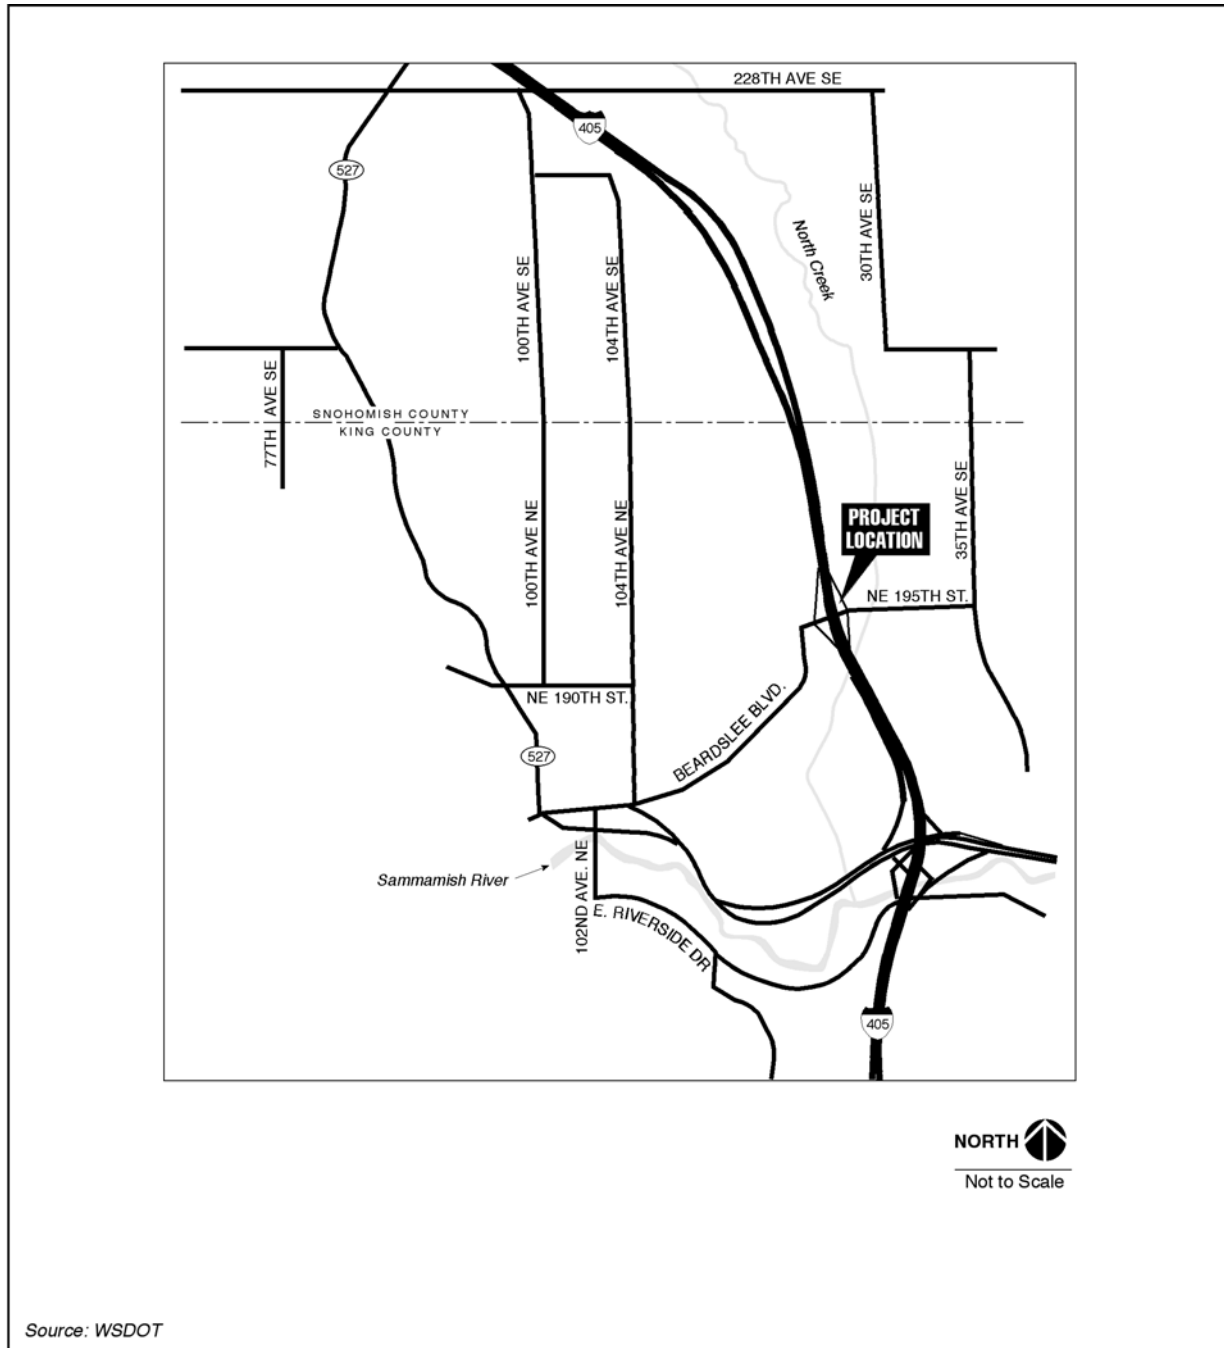 228TH AVE SE
405
527
30TH AVE SE
North Creek
100TH AVE SE
104TH AVE SE
77TH AVE SE
SNOHOMISH COUNTY
KING COUNTY
35TH AVE SE
100TH AVE NE
104TH AVE NE
PROJECT
LOCATION
NE 195TH ST.
NE 190TH ST.
BEARDSLEE BLVD.
527
Sammamish River
102ND AVE. NE
E. RIVERSIDE DR
405
NORTH
Not to Scale
Source: WSDOT